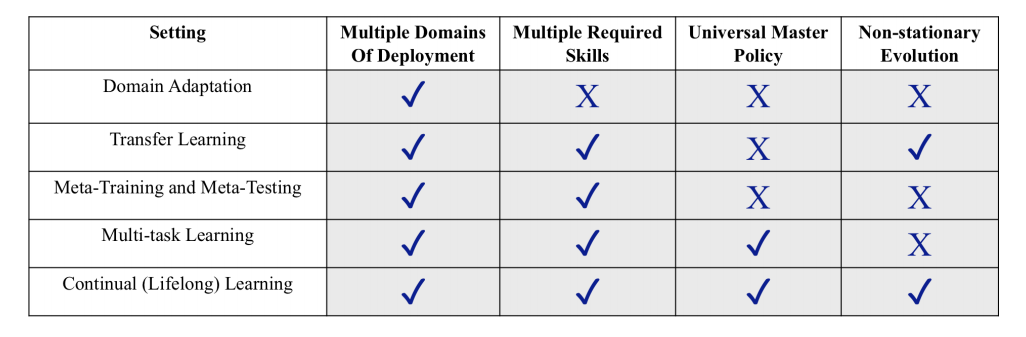 Setting Multiple Domains Of Deployment Multiple Required Skills Universal Master Policy Non-stationary Evolution
Domain Adaptation ✓ X X X
Transfer Learning ✓ ✓ X ✓
Meta-Training and Meta-Testing ✓ ✓ X X
Multi-task Learning ✓ ✓ ✓ X
Continual (Lifelong) Learning ✓ ✓ ✓ ✓